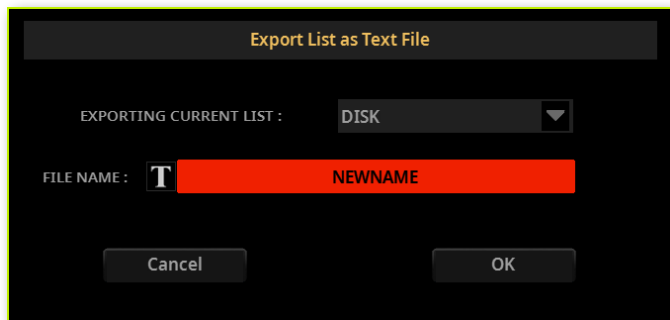 Export List as Text File
EXPORTING CURRENT LIST : DISK
FILE NAME : T NEWNAME
Cancel OK